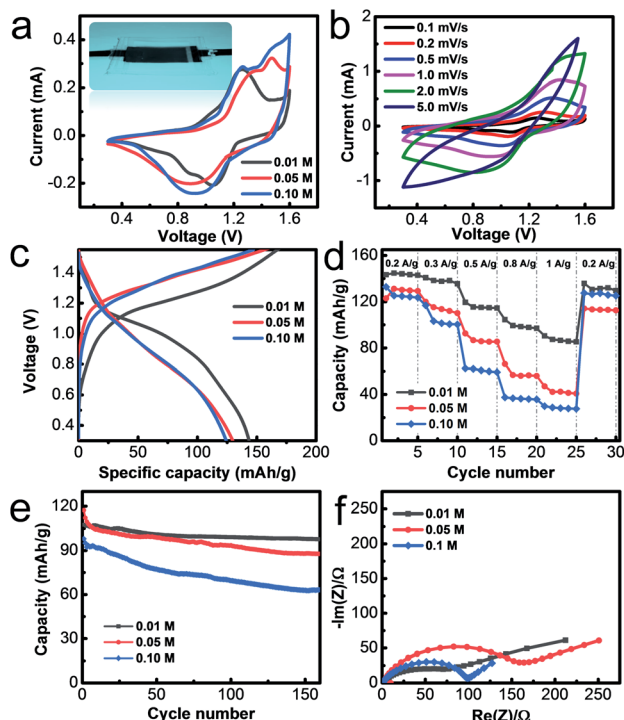 a
0.4
0.2
0.0
-0.2
Current (mA)
0.4 0.8 1.2 1.6
Voltage (V)
0.01 M
0.05 M
0.10 M
b
2
1
0
-1
Current (mA)
0.4 0.8 1.2 1.6
Voltage (V)
0.1 mV/s
0.2 mV/s
0.5 mV/s
1.0 mV/s
2.0 mV/s
5.0 mV/s
c
1.4
1.2
1.0
0.8
0.6
0.4
Voltage (V)
0 50 100 150 200
Specific capacity (mAh/g)
0.01 M
0.05 M
0.10 M
d
160
120
80
40
0
Capacity (mAh/g)
0.2 A/g 0.3 A/g 0.5 A/g 0.8 A/g 1 A/g 0.2 A/g
0 5 10 15 20 25 30
Cycle number
0.01 M
0.05 M
0.10 M
e
120
90
60
30
0
Capacity (mAh/g)
0 50 100 150
Cycle number
0.01 M
0.05 M
0.10 M
f
-250
-200
-150
-100
-50
0
-Im(Z)/Ω
0 50 100 150 200 250
Re(Z)/Ω
0.01 M
0.05 M
0.1 M